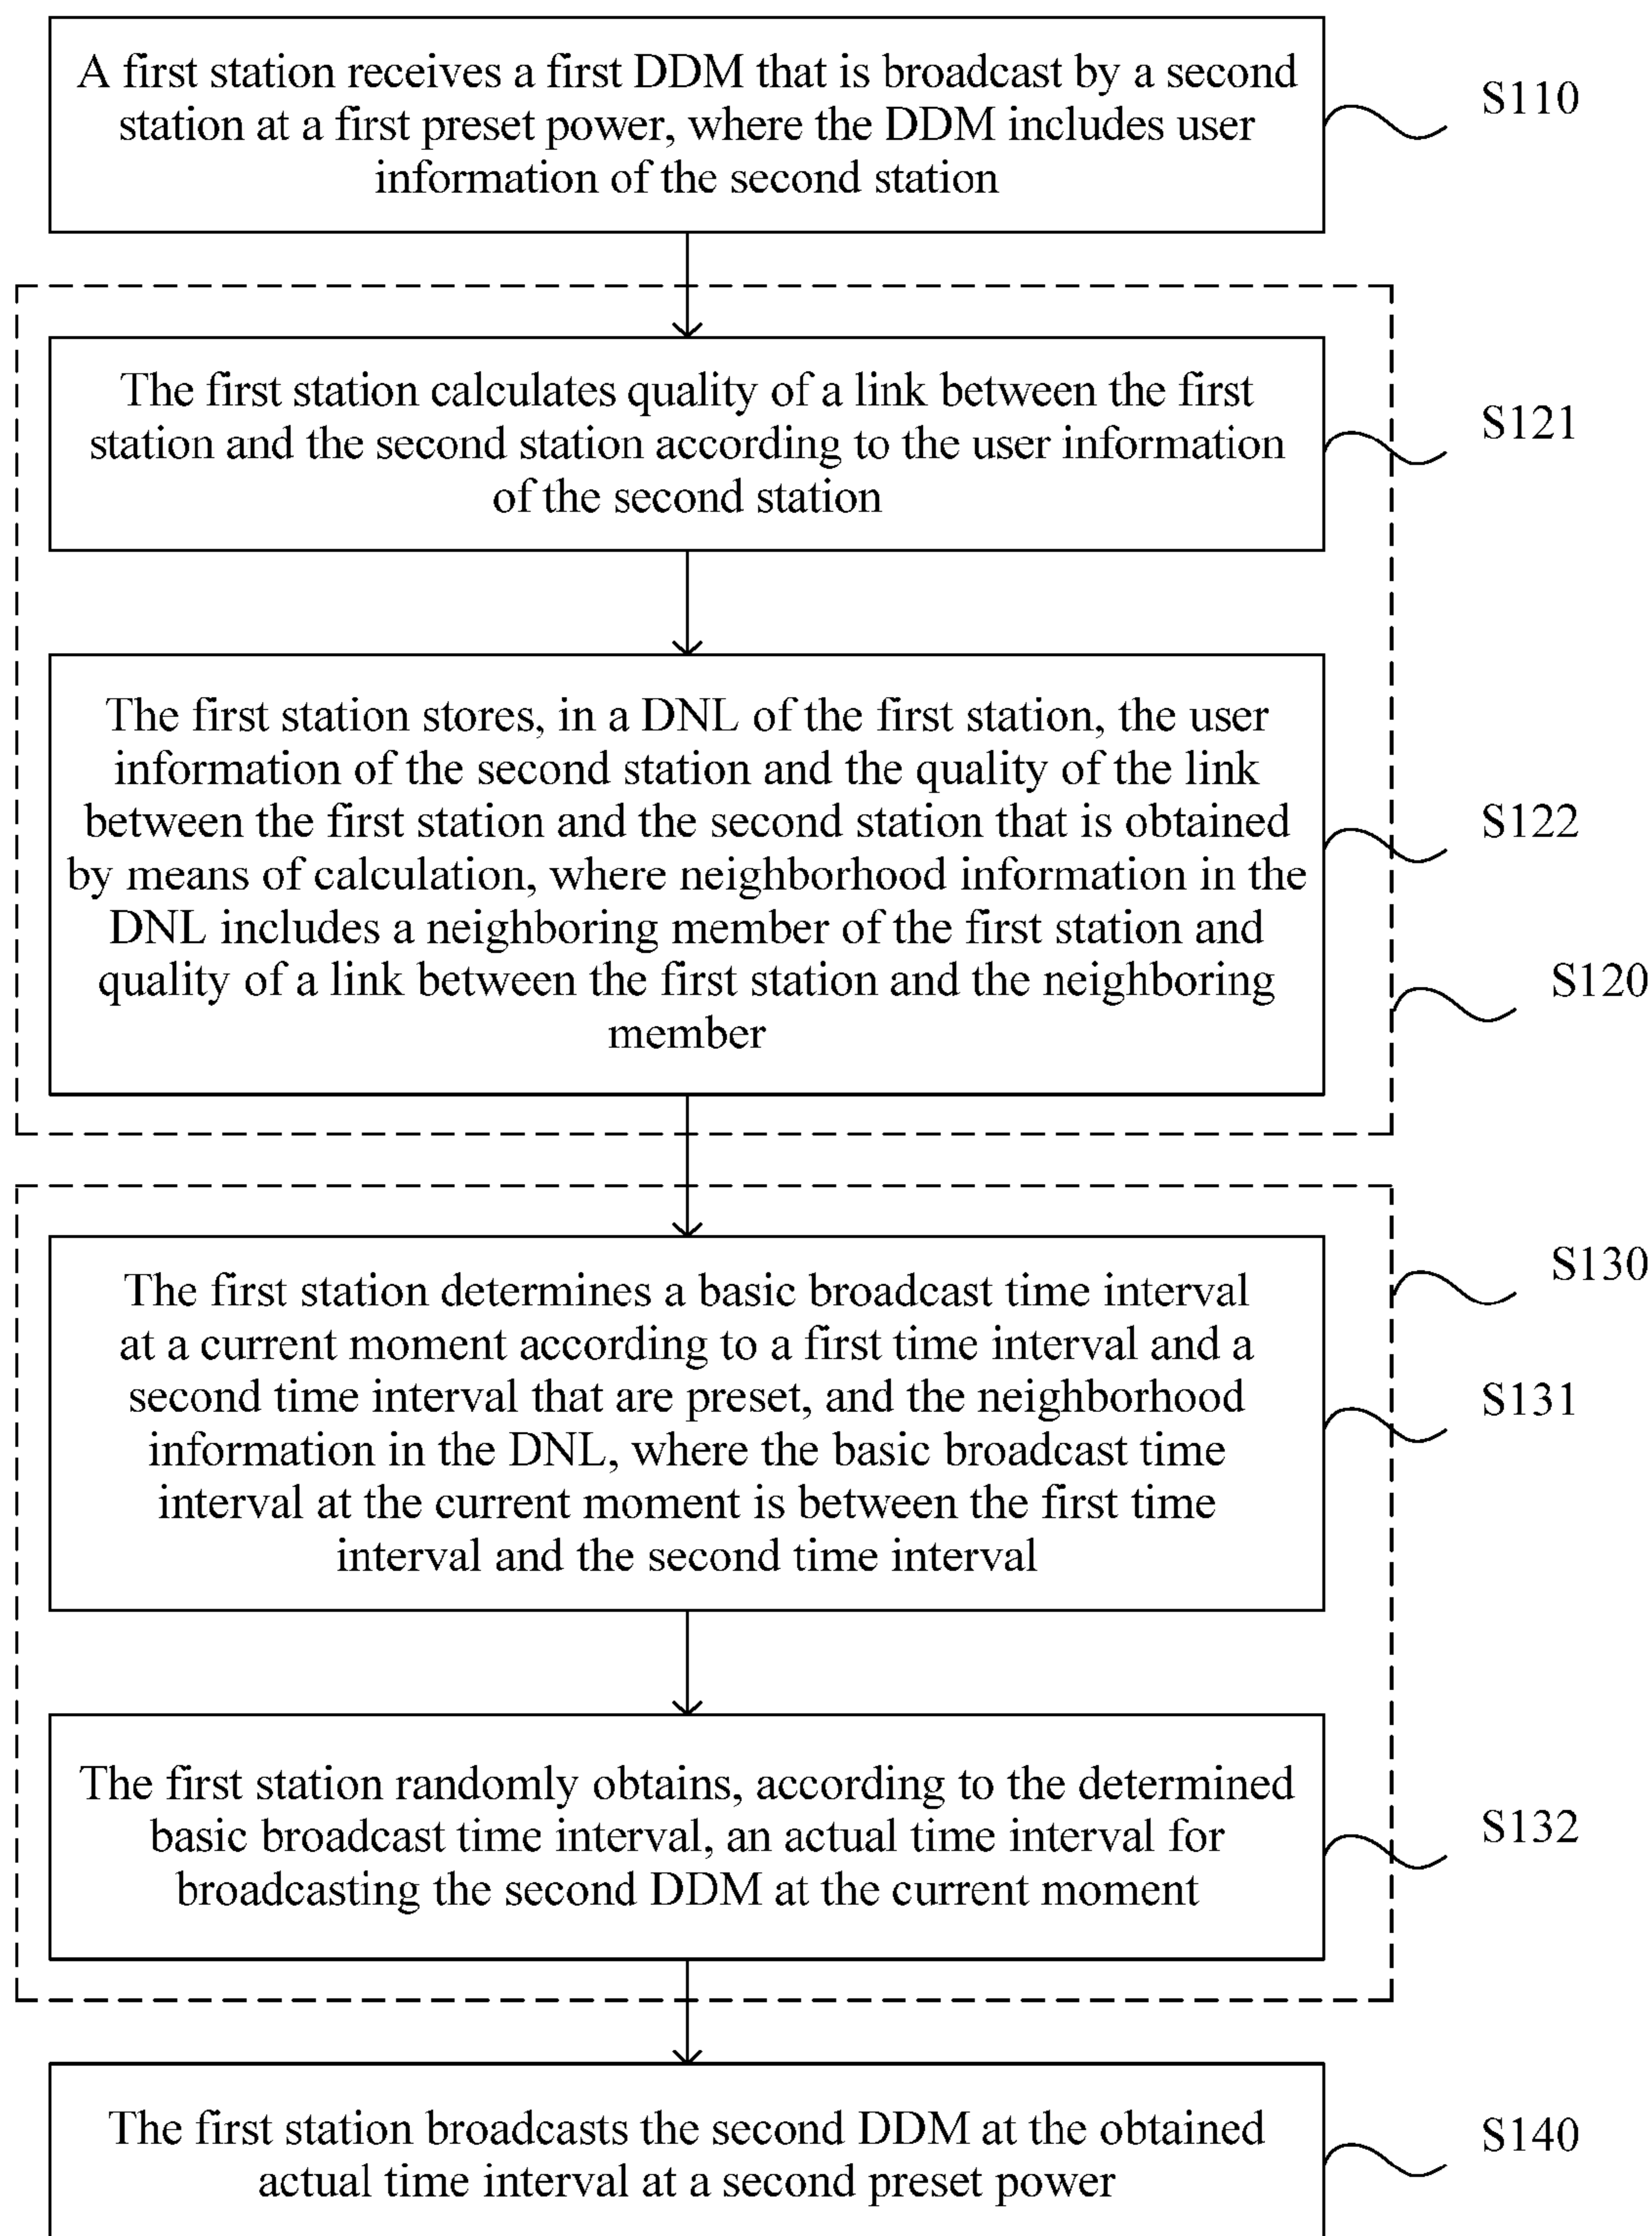 A first station receives a first DDM that is broadcast by a second
station at a first preset power, where the DDM includes user
information of the second station
S110
The first station calculates quality of a link between the first
station and the second station according to the user information
of the second station
S121
The first station stores, in a DNL of the first station, the user
information of the second station and the quality of the link
between the first station and the second station that is obtained
by means of calculation, where neighborhood information in the
DNL includes a neighboring member of the first station and
quality of a link between the first station and the neighboring
member
S122
S120
S130
The first station determines a basic broadcast time interval
at a current moment according to a first time interval and a
second time interval that are preset, and the neighborhood
information in the DNL, where the basic broadcast time
interval at the current moment is between the first time
interval and the second time interval
S131
The first station randomly obtains, according to the determined
basic broadcast time interval, an actual time interval for
broadcasting the second DDM at the current moment
S132
The first station broadcasts the second DDM at the obtained
actual time interval at a second preset power
S140